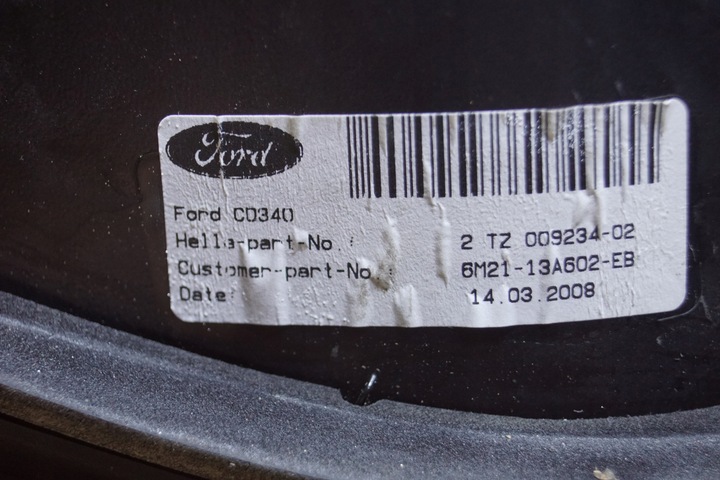 Ford
Ford CD340
Hella-part-No.: 2 TZ 009234-02
Customer-part-No.: 6M21-13A602-EB
Date: 14.03.2008